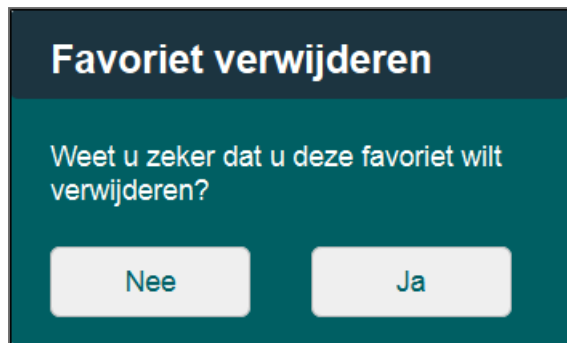 Favoriet verwijderen
Weet u zeker dat u deze favoriet wilt
verwijderen?
Nee
Ja